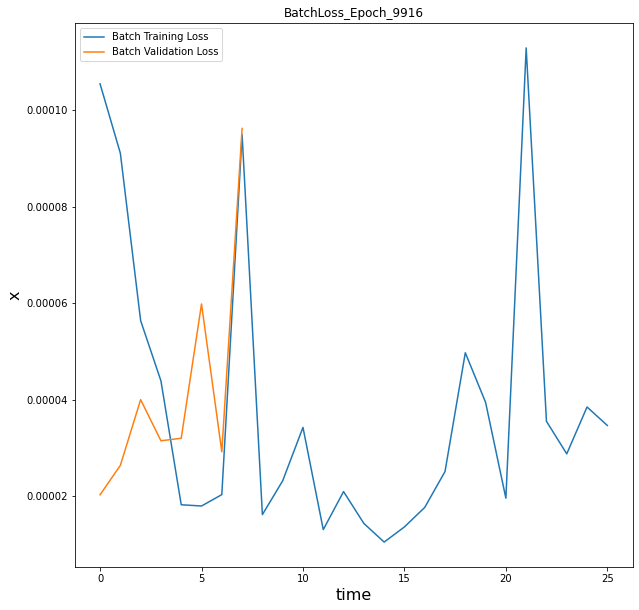 BatchLoss_Epoch_9916
Batch Training Loss
Batch Validation Loss
0.00010
0.00008
0.00006
0.00004
0.00002
x
0 5 10 15 20 25
time